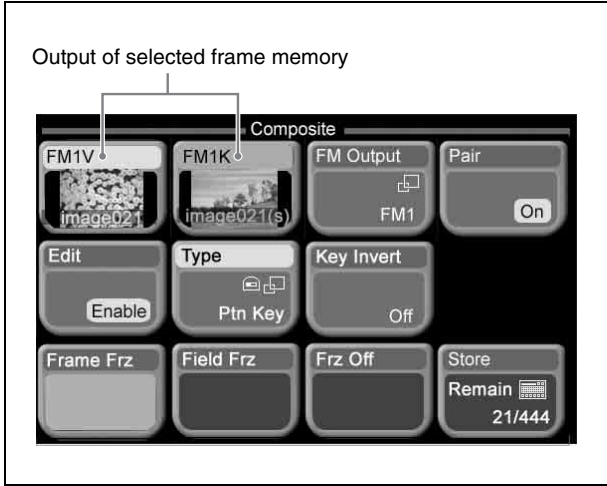 Output of selected frame memory
Composite
FM1V
image021
FM1K
image021(s)
FM Output
FM1
Pair
On
Edit
Enable
Type
Ptn Key
Key Invert
Off
Frame Frz
Field Frz
Frz Off
Store
Remain
21/444